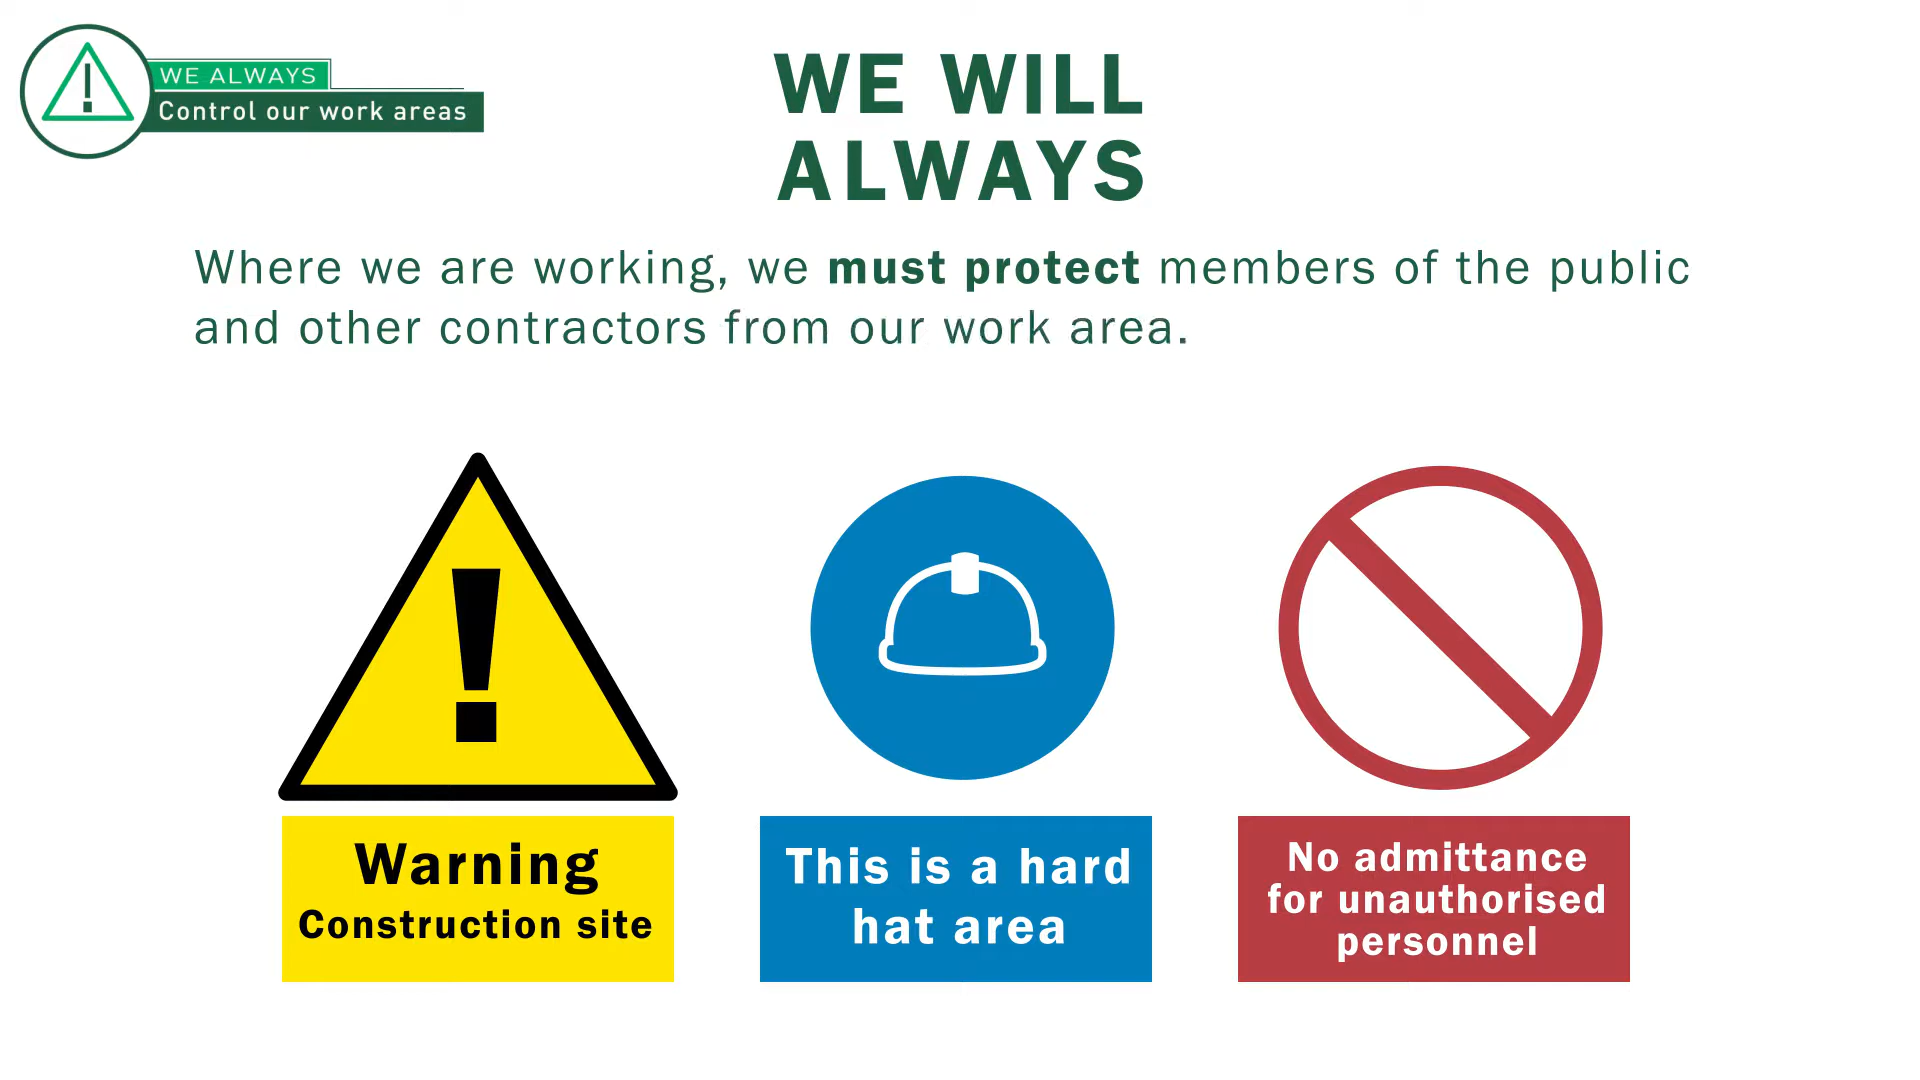 WE ALWAYS
Control our work areas
WE WILL
ALWAYS
Where we are working, we must protect members of the public
and other contractors from our work area.
!
Warning
Construction site
This is a hard
hat area
No admittance
for unauthorised
personnel